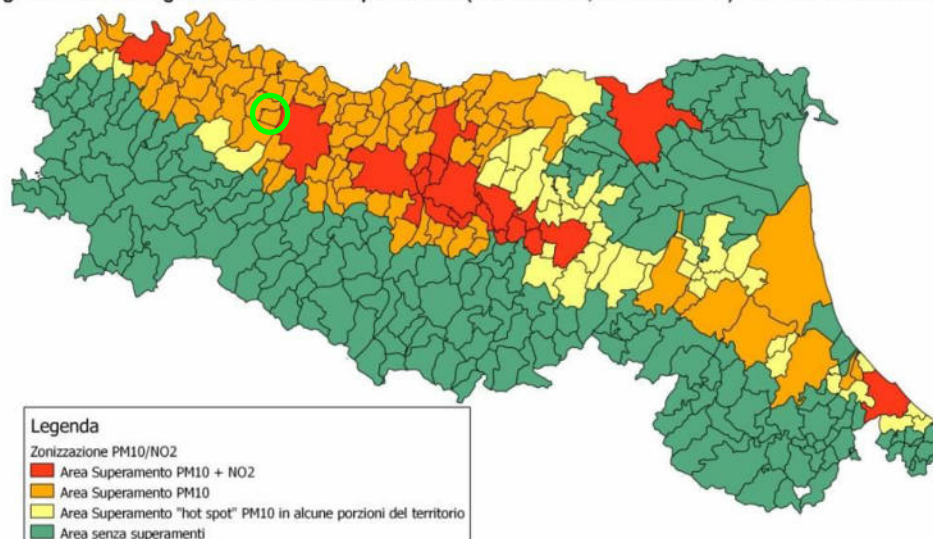 Legenda
Zonizzazione PM10/NO2
Area Superamento PM10 + NO2
Area Superamento PM10
Area Superamento "hot spot" PM10 in alcune porzioni del territorio
Area senza superamenti